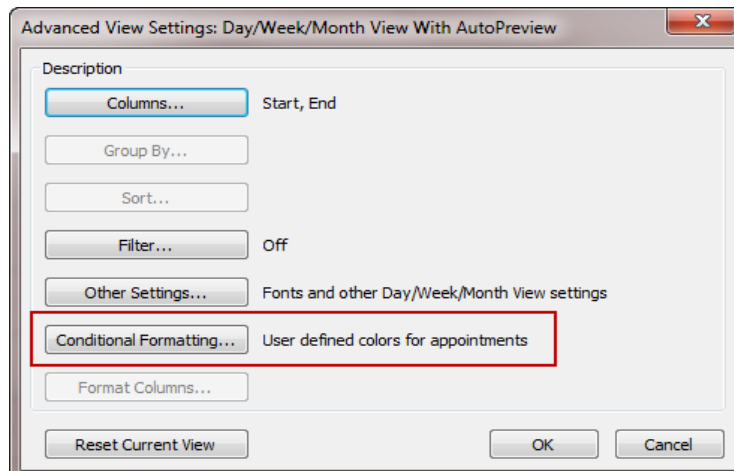 Advanced View Settings: Day/Week/Month View With AutoPreview
Description
Columns... Start, End
Group By...
Sort...
Filter... Off
Other Settings... Fonts and other Day/Week/Month View settings
Conditional Formatting... User defined colors for appointments
Format Columns...
Reset Current View OK Cancel